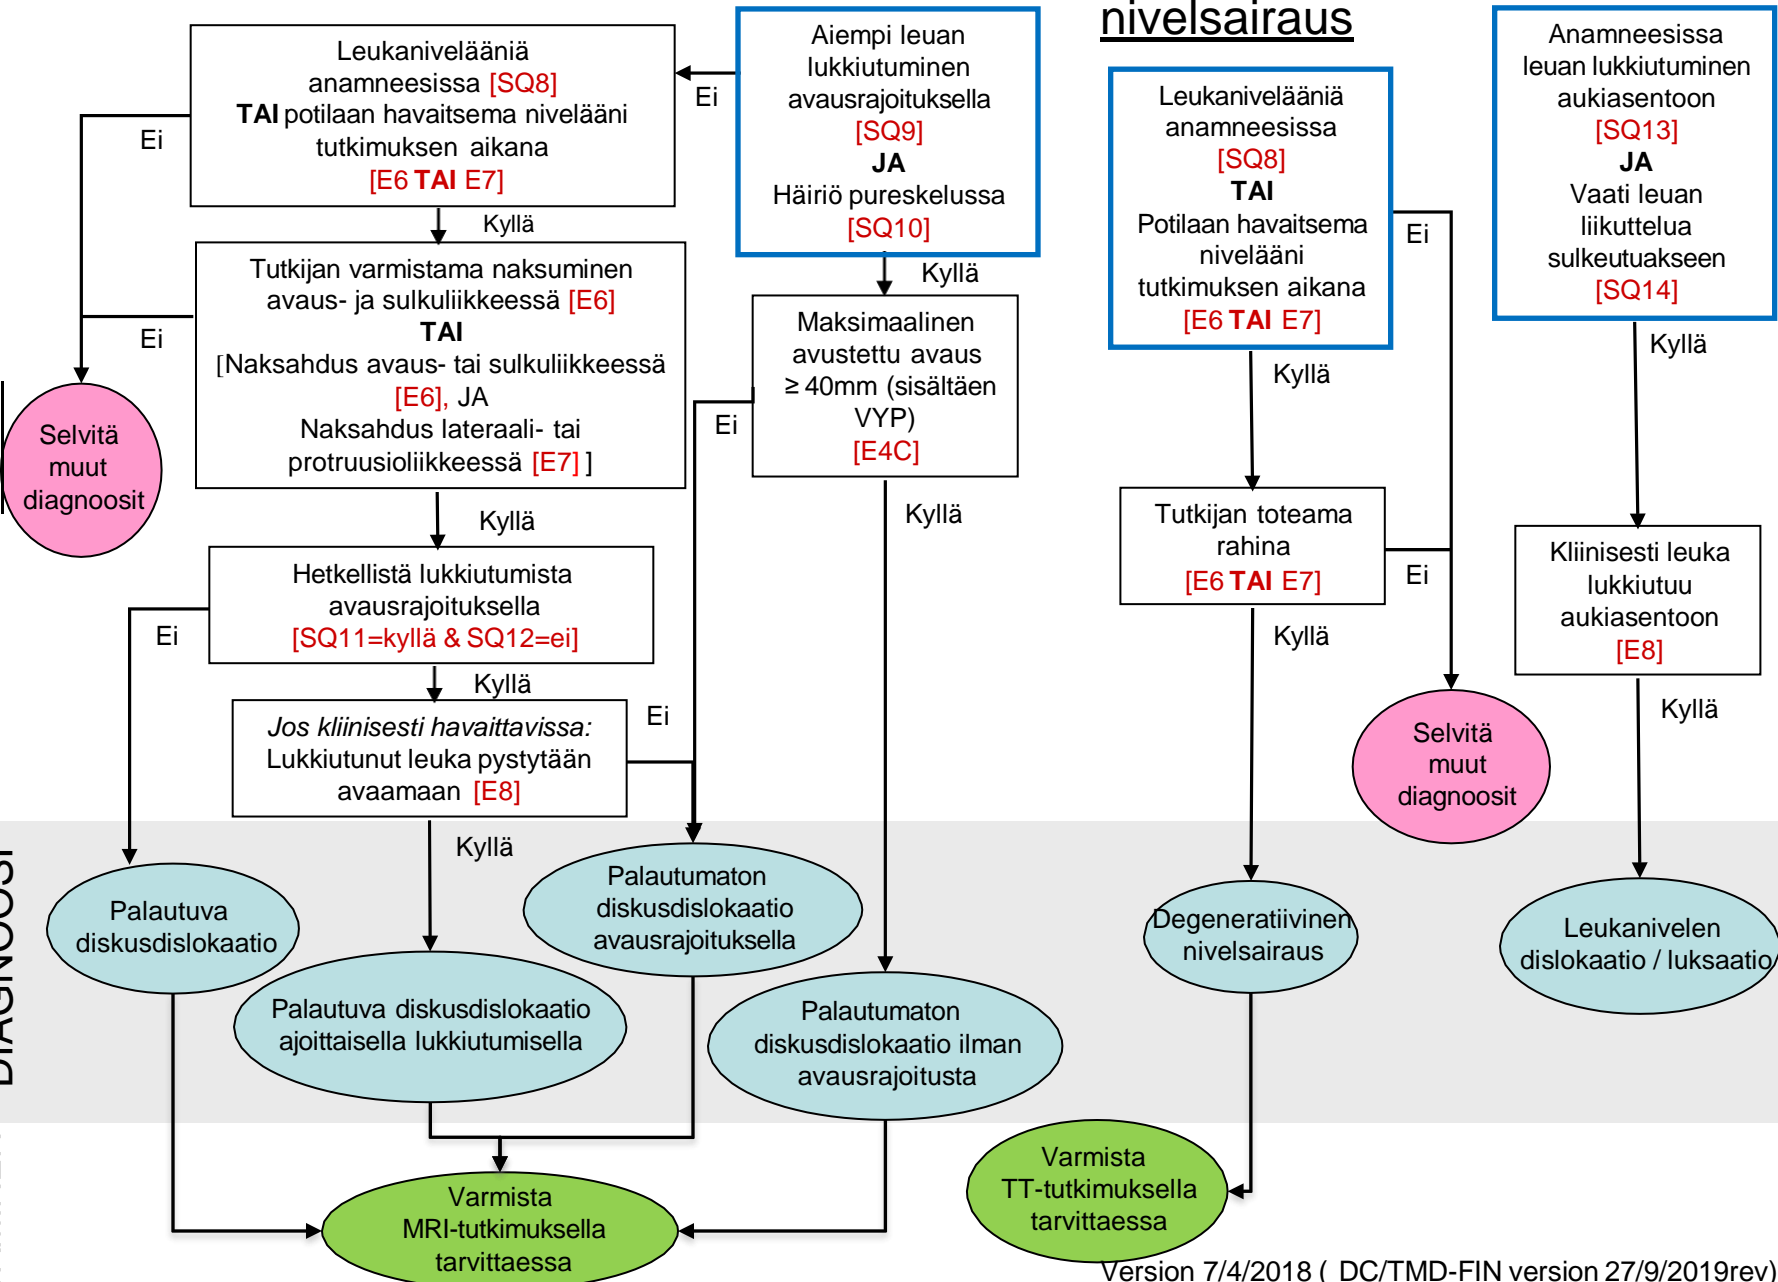 nivelsairaus
Leukanivelääniä
anamneesissa [SQ8]
TAI potilaan havaitsema nivelääni
tutkimuksen aikana
[E6 TAI E7]
Ei
Kyllä
Aiempi leuan
lukkiutuminen
avausrajoituksella
[SQ9]
JA
Häiriö pureskelussa
[SQ10]
Ei
Kyllä
Leukanivelääniä
anamneesissa
[SQ8]
TAI
Potilaan havaitsema
nivelääni
tutkimuksen aikana
[E6 TAI E7]
Ei
Kyllä
Anamneesissa
leuan lukkiutuminen
aukiasentoon
[SQ13]
JA
Vaati leuan
liikuttelua
sulkeutuakseen
[SQ14]
Kyllä
Tutkijan varmistama naksuminen
avaus- ja sulkuliikkeessä [E6]
TAI
[Naksahdus avaus- tai sulkuliikkeessä
[E6], JA
Naksahdus lateraali- tai
protruusioliikkeessä [E7] ]
Ei
Kyllä
Maksimaalinen
avustettu avaus
≥ 40mm (sisältäen
VYP)
[E4C]
Ei
Kyllä
Selvitä
muut
diagnoosit
Tutkijan toteama
rahina
[E6 TAI E7]
Ei
Kyllä
Kliinisesti leuka
lukkiutuu
aukiasentoon
[E8]
Kyllä
Hetkellistä lukkiutumista
avausrajoituksella
[SQ11=kyllä & SQ12=ei]
Ei
Kyllä
Jos kliinisesti havaittavissa:
Lukkiutunut leuka pystytään
avaamaan [E8]
Ei
Kyllä
Selvitä
muut
diagnoosit
DIAGNOOSI
Palautuva
diskusdislokaatio
Palautuva diskusdislokaatio
ajoittaisella lukkiutumisella
Palautumaton
diskusdislokaatio
avausrajoituksella
Palautumaton
diskusdislokaatio ilman
avausrajoitusta
Degeneratiivinen
nivelsairaus
Leukanivelen
dislokaatio / luksaatio
Varmista
MRI-tutkimuksella
tarvittaessa
Varmista
TT-tutkimuksella
tarvittaessa
Version 7/4/2018 ( DC/TMD-FIN version 27/9/2019rev)